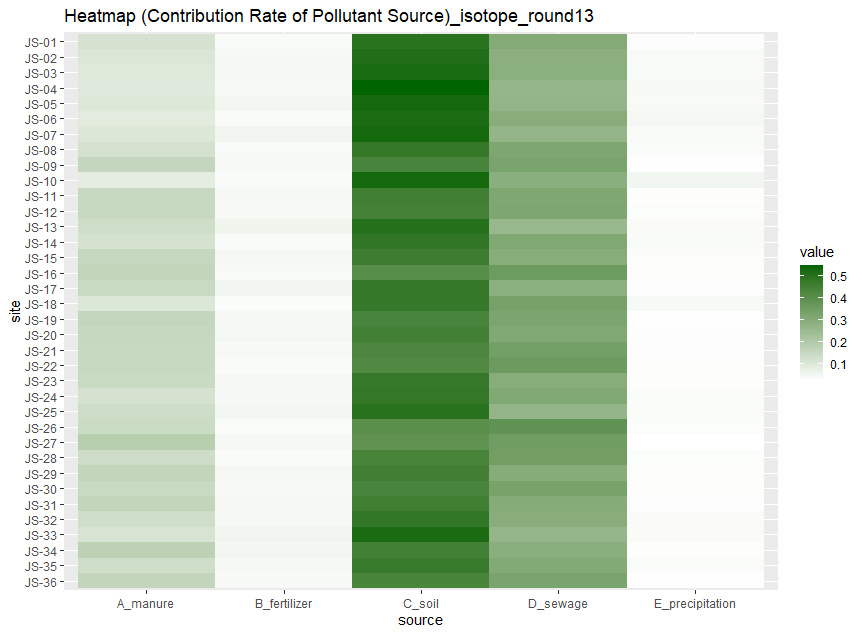 Heatmap (Contribution Rate of Pollutant Source)_isotope_round13
JS-01
JS-02
JS-03
JS-04
JS-05
JS-06
JS-07
JS-08
JS-09
JS-10
JS-11
JS-12
JS-13
JS-14
JS-15
JS-16
JS-17
JS-18
JS-19
JS-20
JS-21
JS-22
JS-23
JS-24
JS-25
JS-26
JS-27
JS-28
JS-29
JS-30
JS-31
JS-32
JS-33
JS-34
JS-35
JS-36
site
A_manure B_fertilizer C_soil D_sewage E_precipitation
source
value
0.5
0.4
0.3
0.2
0.1